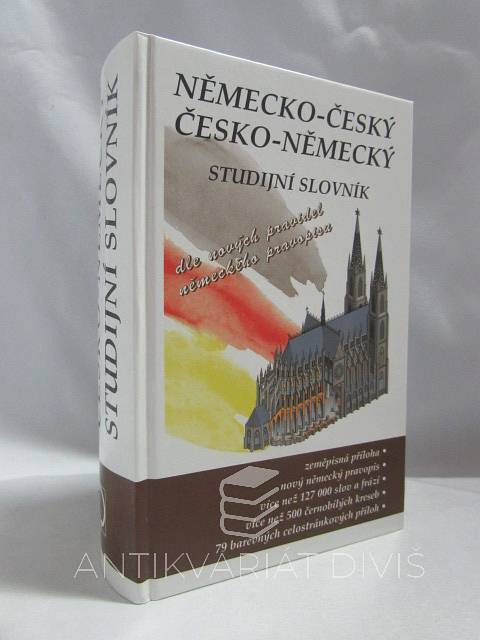 NĚMECKO-ČESKÝ
ČESKO-NĚMECKÝ
STUDIJNÍ SLOVNÍK
dle nových pravidel
německého pravopisu
zeměpisná příloha •
nový německý pravopis •
více než 127 000 slov a frází •
více než 500 černobílých kreseb •
79 barevných celostránkových příloh •
STUDIJNÍ SLOVNÍK
ANTIKVARIÁT DIVIŠ